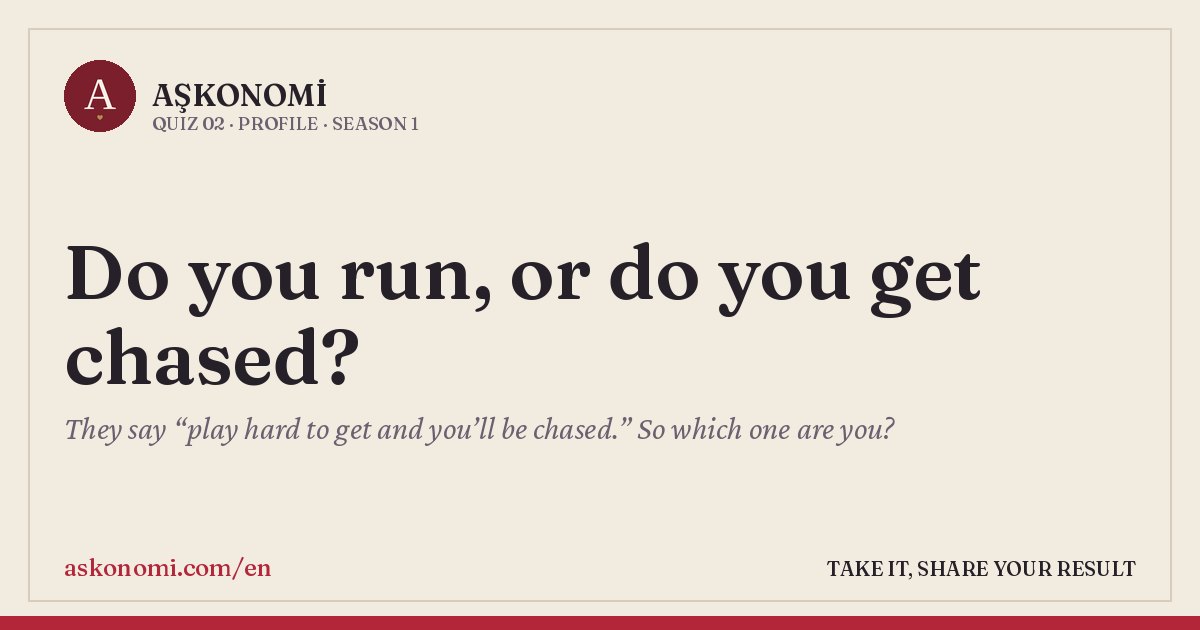 A
AŞKONOMİ
QUIZ 02 · PROFILE · SEASON 1
Do you run, or do you get
chased?
They say “play hard to get and you’ll be chased.” So which one are you?
askonomi.com/en
TAKE IT, SHARE YOUR RESULT